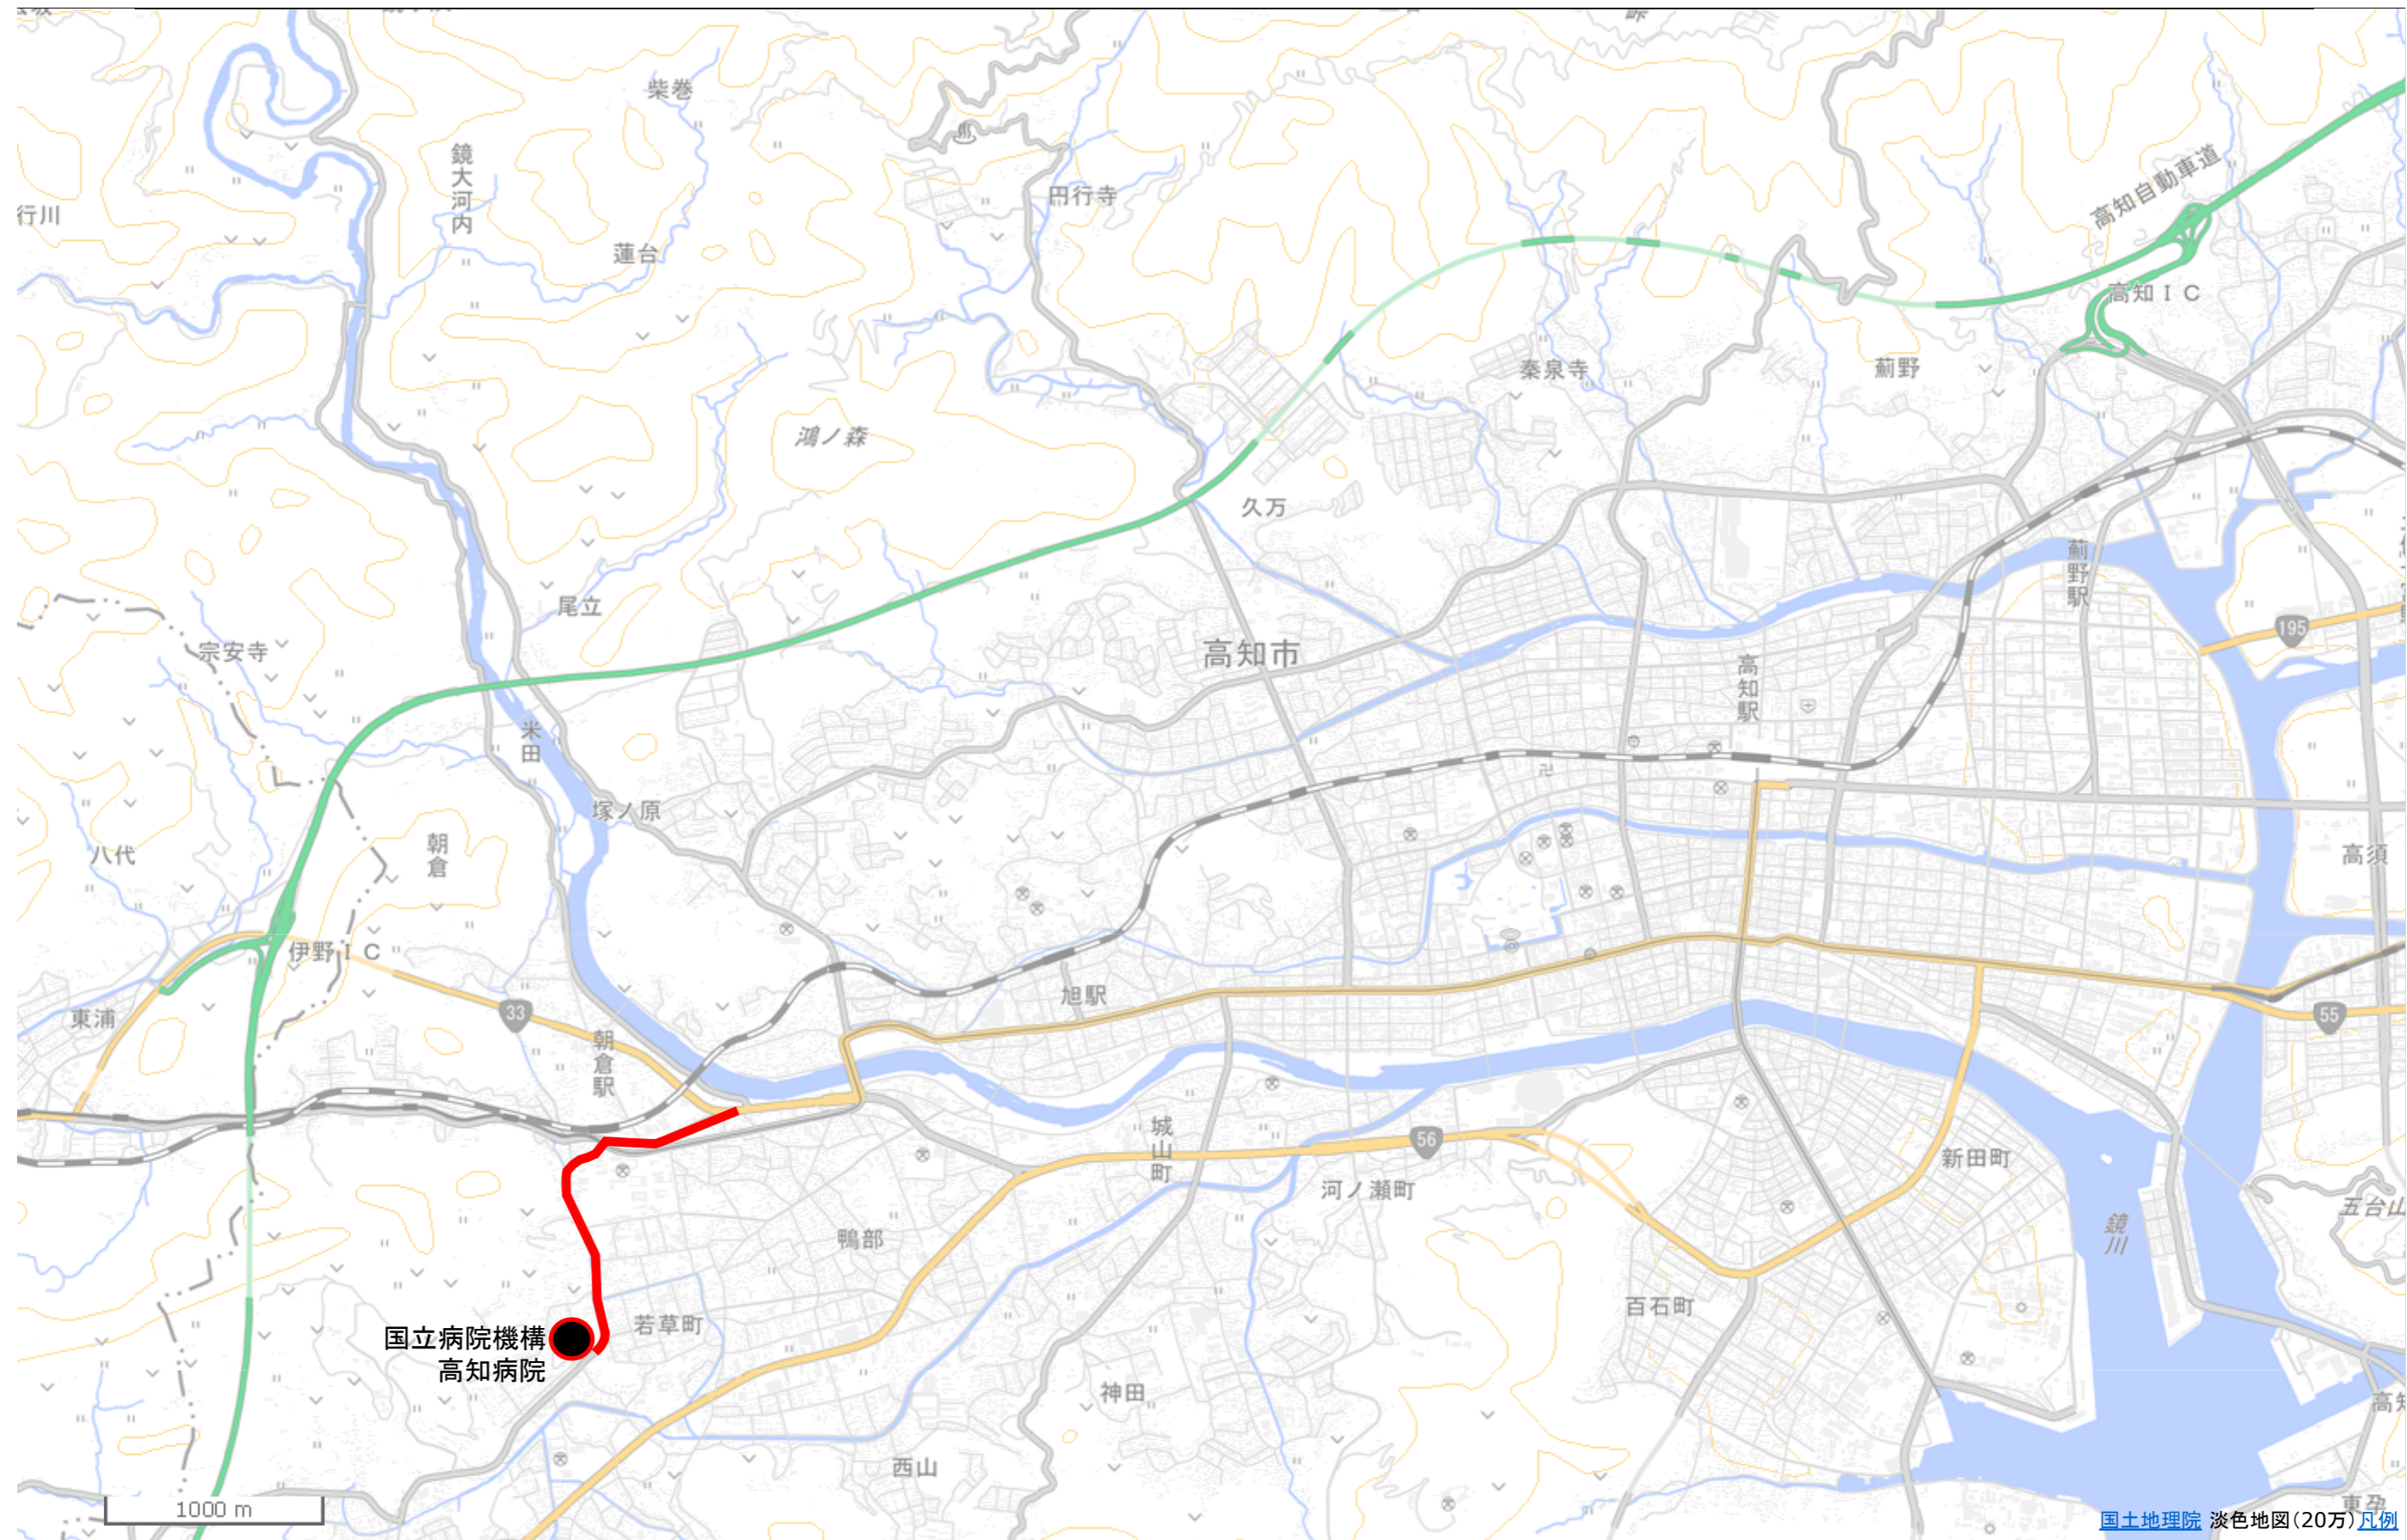 柴巻
鏡大河内
円行寺
行川
蓮台
高知自動車道
高知IC
秦泉寺
薊野
鴻ノ森
久万
薊野駅
尾立
195
宗安寺
高知市
高知駅
米田
塚ノ原
朝倉
八代
高須
伊野IC
旭駅
33
55
東浦
朝倉駅
城山町
56
新田町
河ノ瀬町
五台山
鏡川
鴨部
百石町
若草町
国立病院機構
高知病院
神田
西山
1000 m
東孕
国土地理院 淡色地図(20万)凡例